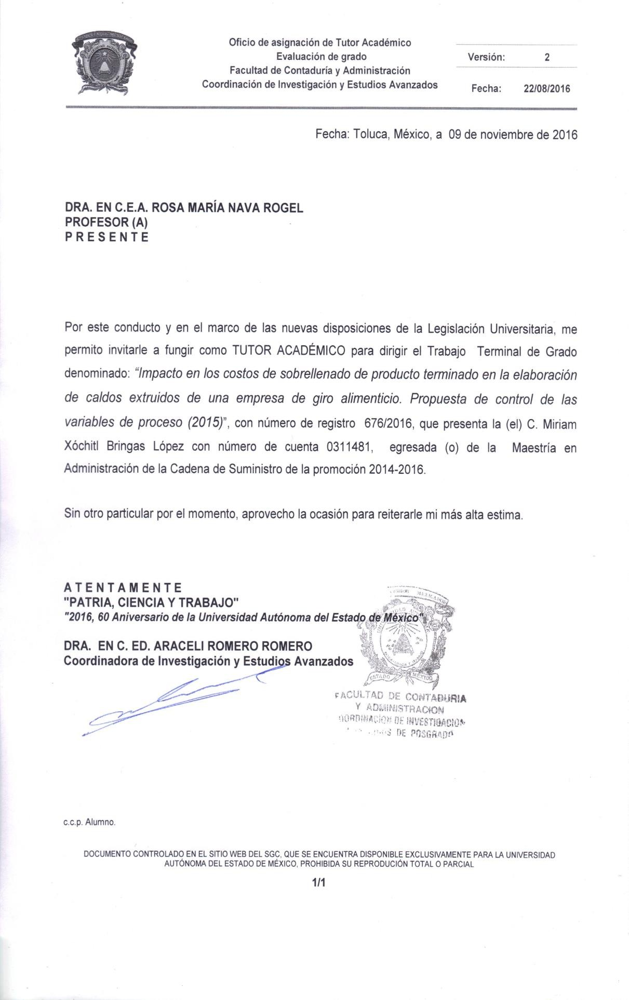 ESTADOS UNIDOS MEXICANOS
UNIVERSIDAD AUTONOMA
Oficio de asignación de Tutor Académico
Evaluación de grado
Facultad de Contaduría y Administración
Coordinación de Investigación y Estudios Avanzados
Versión: 2
Fecha: 22/08/2016
Fecha: Toluca, México, a 09 de noviembre de 2016
DRA. EN C.E.A. ROSA MARÍA NAVA ROGEL
PROFESOR (A)
P R E S E N T E
Por este conducto y en el marco de las nuevas disposiciones de la Legislación Universitaria, me
permito invitarle a fungir como TUTOR ACADÉMICO para dirigir el Trabajo Terminal de Grado
denominado: “Impacto en los costos de sobrellenado de producto terminado en la elaboración
de caldos extruidos de una empresa de giro alimenticio. Propuesta de control de las
variables de proceso (2015)”, con número de registro 676/2016, que presenta la (el) C. Miriam
Xóchitl Bringas López con número de cuenta 0311481, egresada (o) de la Maestría en
Administración de la Cadena de Suministro de la promoción 2014-2016.
Sin otro particular por el momento, aprovecho la ocasión para reiterarle mi más alta estima.
A T E N T A M E N T E
"PATRIA, CIENCIA Y TRABAJO"
"2016, 60 Aniversario de la Universidad Autónoma del Estado de México"
DRA. EN C. ED. ARACELI ROMERO ROMERO
Coordinadora de Investigación y Estudios Avanzados
MEXICANOS
ESTADO MÉXICO
FACULTAD DE CONTADURIA
Y ADMINISTRACION
OORDINACION DE INVESTIGACION
DE POSGRADO
c.c.p. Alumno.
DOCUMENTO CONTROLADO EN EL SITIO WEB DEL SGC, QUE SE ENCUENTRA DISPONIBLE EXCLUSIVAMENTE PARA LA UNIVERSIDAD
AUTÓNOMA DEL ESTADO DE MÉXICO, PROHIBIDA SU REPRODUCIÓN TOTAL O PARCIAL
1/1